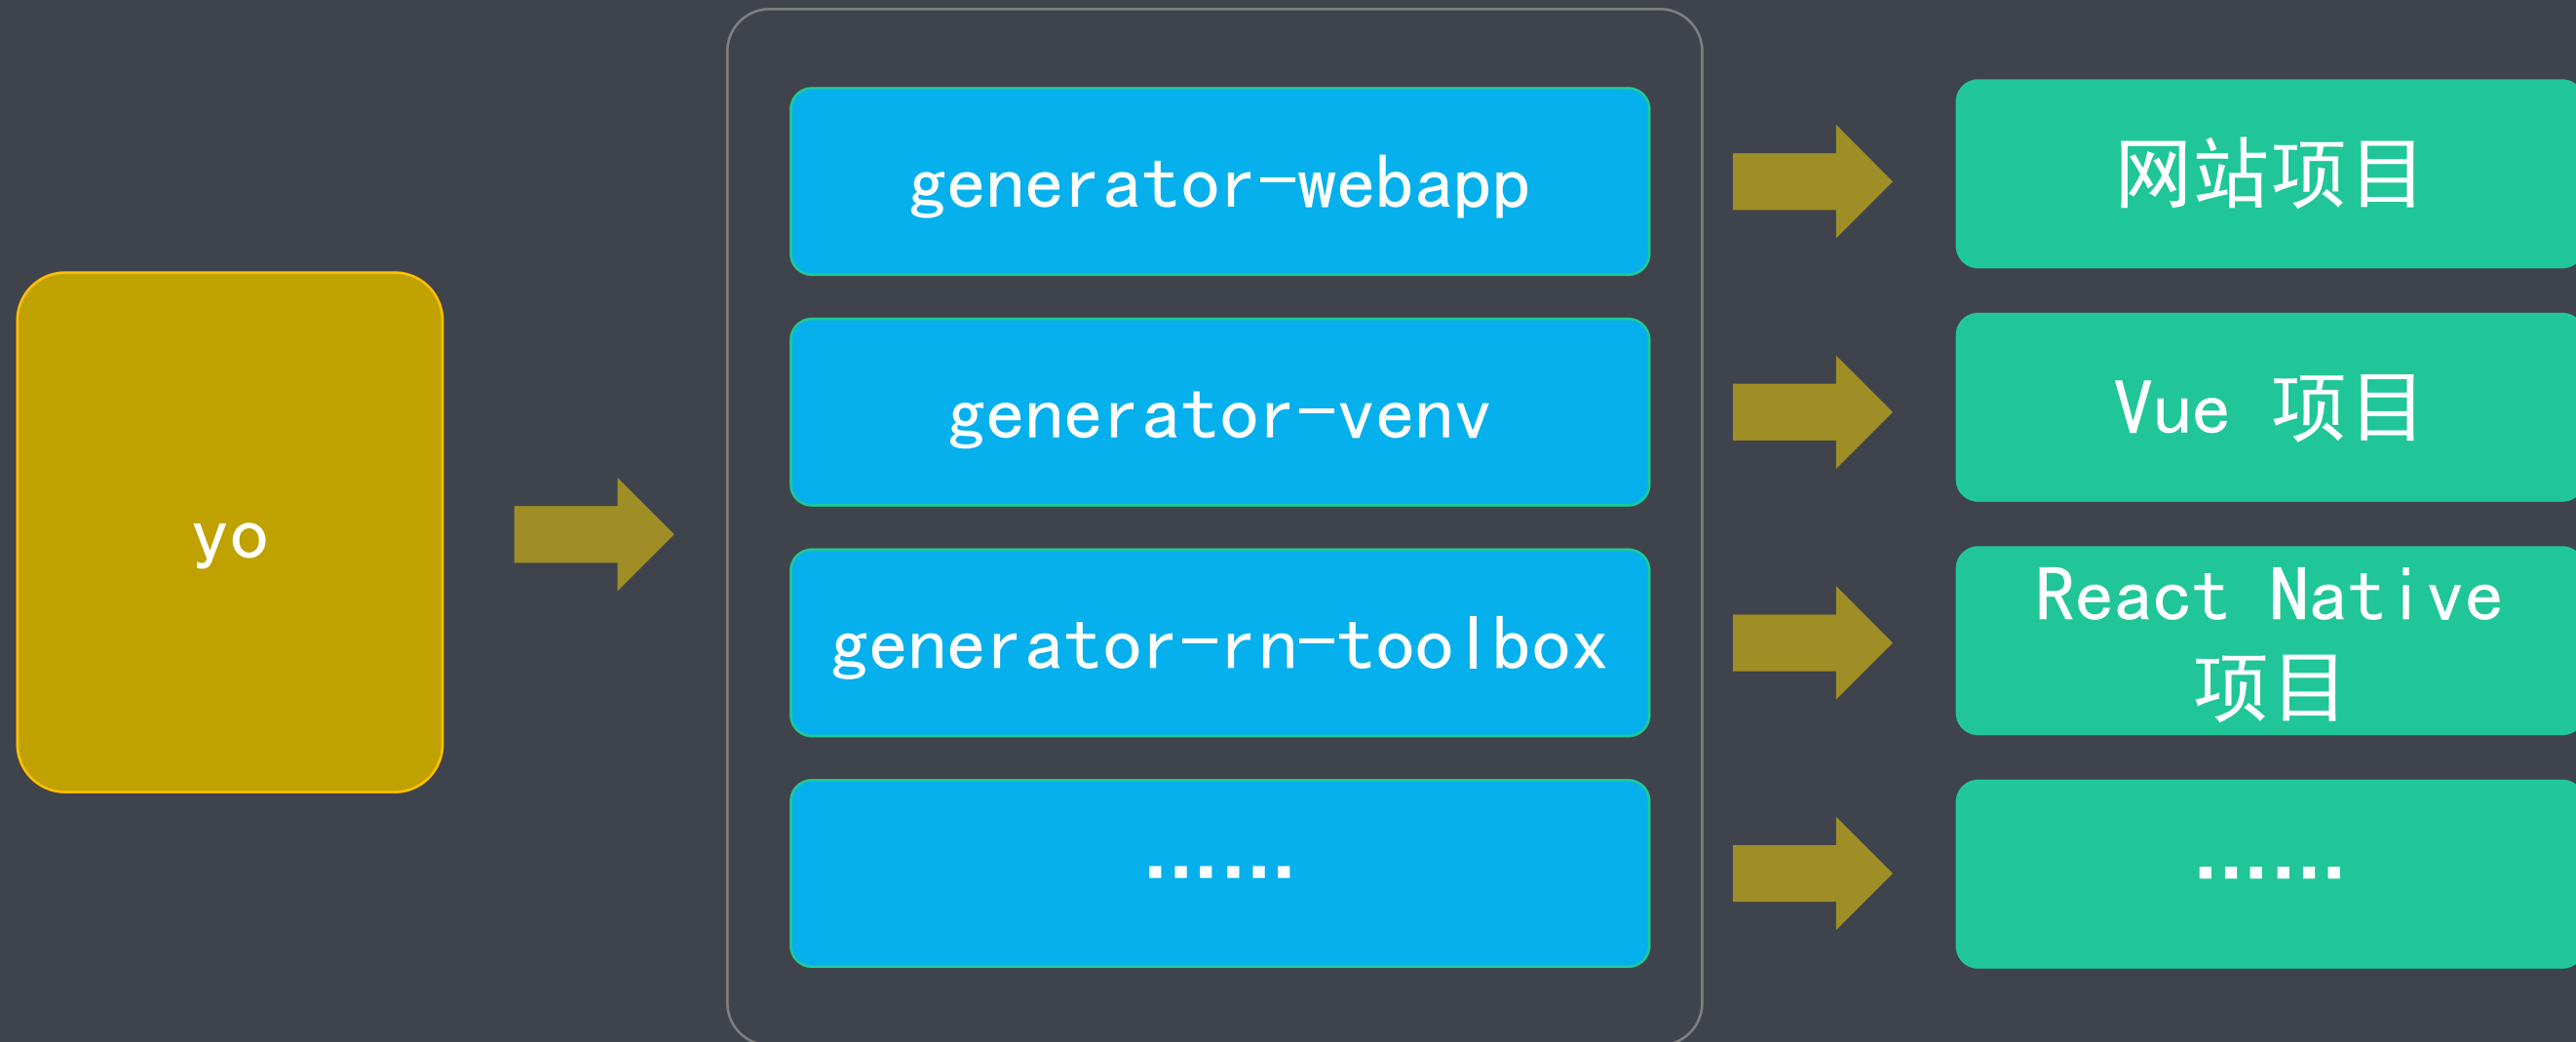 yo
generator-webapp
generator-venv
generator-rn-toolbox
……
网站项目
Vue 项目
React Native
项目
……